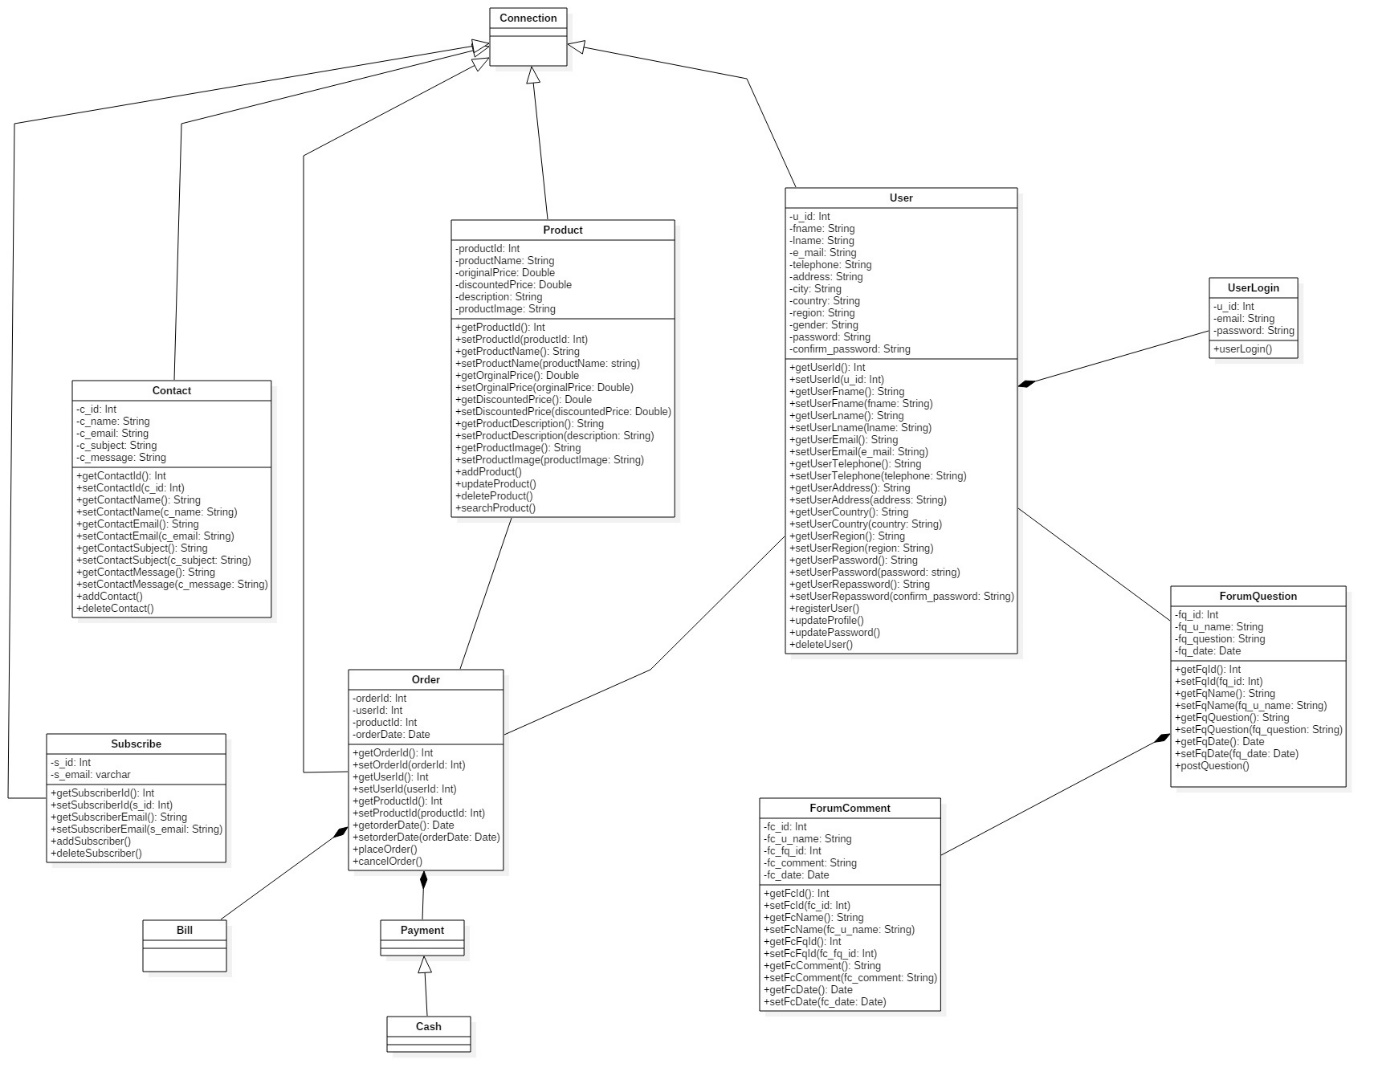 Connection
User
-u_id: Int
-fname: String
-lname: String
-e_mail: String
-telephone: String
-address: String
-city: String
-country: String
-region: String
-gender: String
-password: String
-confirm_password: String
+getUserId(): Int
+setUserId(u_id: Int)
+getUserFname(): String
+setUserFname(fname: String)
+getUserLname(): String
+setUserLname(lname: String)
+getUserEmail(): String
+setUserEmail(e_mail: String)
+getUserTelephone(): String
+setUserTelephone(telephone: String)
+getUserAddress(): String
+setUserAddress(address: String)
+getUserCountry(): String
+setUserCountry(country: String)
+getUserRegion(): String
+setUserRegion(region: String)
+getUserPassword(): String
+setUserPassword(password: string)
+getUserRepassword(): String
+setUserRepassword(confirm_password: String)
+registerUser()
+updateProfile()
+updatePassword()
+deleteUser()
Product
-productId: Int
-productName: String
-originalPrice: Double
-discountedPrice: Double
-description: String
-productImage: String
+getProductId(): Int
+setProductId(productId: Int)
+getProductName(): String
+setProductName(productName: string)
+getOrginalPrice(): Double
+setOrginalPrice(orginalPrice: Double)
+getDiscountedPrice(): Doule
+setDiscountedPrice(discountedPrice: Double)
+getProductDescription(): String
+setProductDescription(description: String)
+getProductImage(): String
+setProductImage(productImage: String)
+addProduct()
+updateProduct()
+deleteProduct()
+searchProduct()
UserLogin
-u_id: Int
-email: String
-password: String
+userLogin()
Contact
-c_id: Int
-c_name: String
-c_email: String
-c_subject: String
-c_message: String
+getContactId(): Int
+setContactId(c_id: Int)
+getContactName(): String
+setContactName(c_name: String)
+getContactEmail(): String
+setContactEmail(c_email: String)
+getContactSubject(): String
+setContactSubject(c_subject: String)
+getContactMessage(): String
+setContactMessage(c_message: String)
+addContact()
+deleteContact()
ForumQuestion
-fq_id: Int
-fq_u_name: String
-fq_question: String
-fq_date: Date
+getFqId(): Int
+setFqId(fq_id: Int)
+getFqName(): String
+setFqName(fq_u_name: String)
+getFqQuestion(): String
+setFqQuestion(fq_question: String)
+getFqDate(): Date
+setFqDate(fq_date: Date)
+postQuestion()
Order
-orderId: Int
-userId: Int
-productId: Int
-orderDate: Date
+getOrderId(): Int
+setOrderId(orderId: Int)
+getUserId(): Int
+setUserId(userId: Int)
+getProductId(): Int
+setProductId(productId: Int)
+getorderDate(): Date
+setorderDate(orderDate: Date)
+placeOrder()
+cancelOrder()
Subscribe
-s_id: Int
-s_email: varchar
+getSubscriberId(): Int
+setSubscriberId(s_id: Int)
+getSubscriberEmail(): String
+setSubscriberEmail(s_email: String)
+addSubscriber()
+deleteSubscriber()
ForumComment
-fc_id: Int
-fc_u_name: String
-fc_fq_id: Int
-fc_comment: String
-fc_date: Date
+getFcId(): Int
+setFcId(fc_id: Int)
+getFcName(): String
+setFcName(fc_u_name: String)
+getFcFqId(): Int
+setFcFqId(fc_fq_id: Int)
+getFcComment(): String
+setFcComment(fc_comment: String)
+getFcDate(): Date
+setFcDate(fc_date: Date)
Bill
Payment
Cash